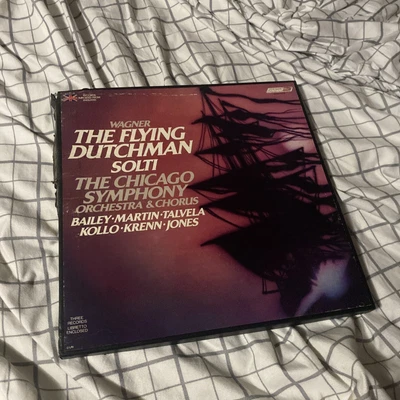 WAGNER
THE FLYING
DUTCHMAN
SOLTI
THE CHICAGO
SYMPHONY
ORCHESTRA & CHORUS
BAILEY·MARTIN·TALVELA
KOLLO·KRENN·JONES
THREE
RECORDS
LIBRETTO
ENCLOSED